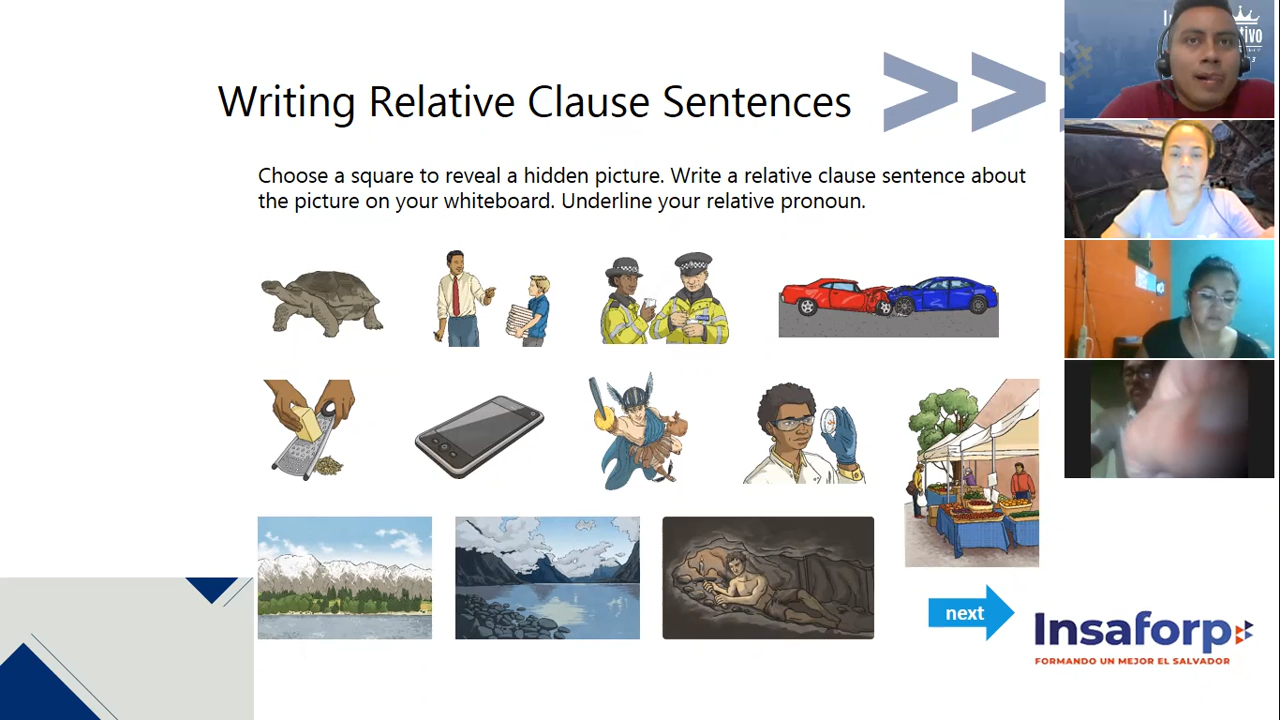 Writing Relative Clause Sentences
Choose a square to reveal a hidden picture. Write a relative clause sentence about
the picture on your whiteboard. Underline your relative pronoun.
next
Insaforp
FORMANDO UN MEJOR EL SALVADOR